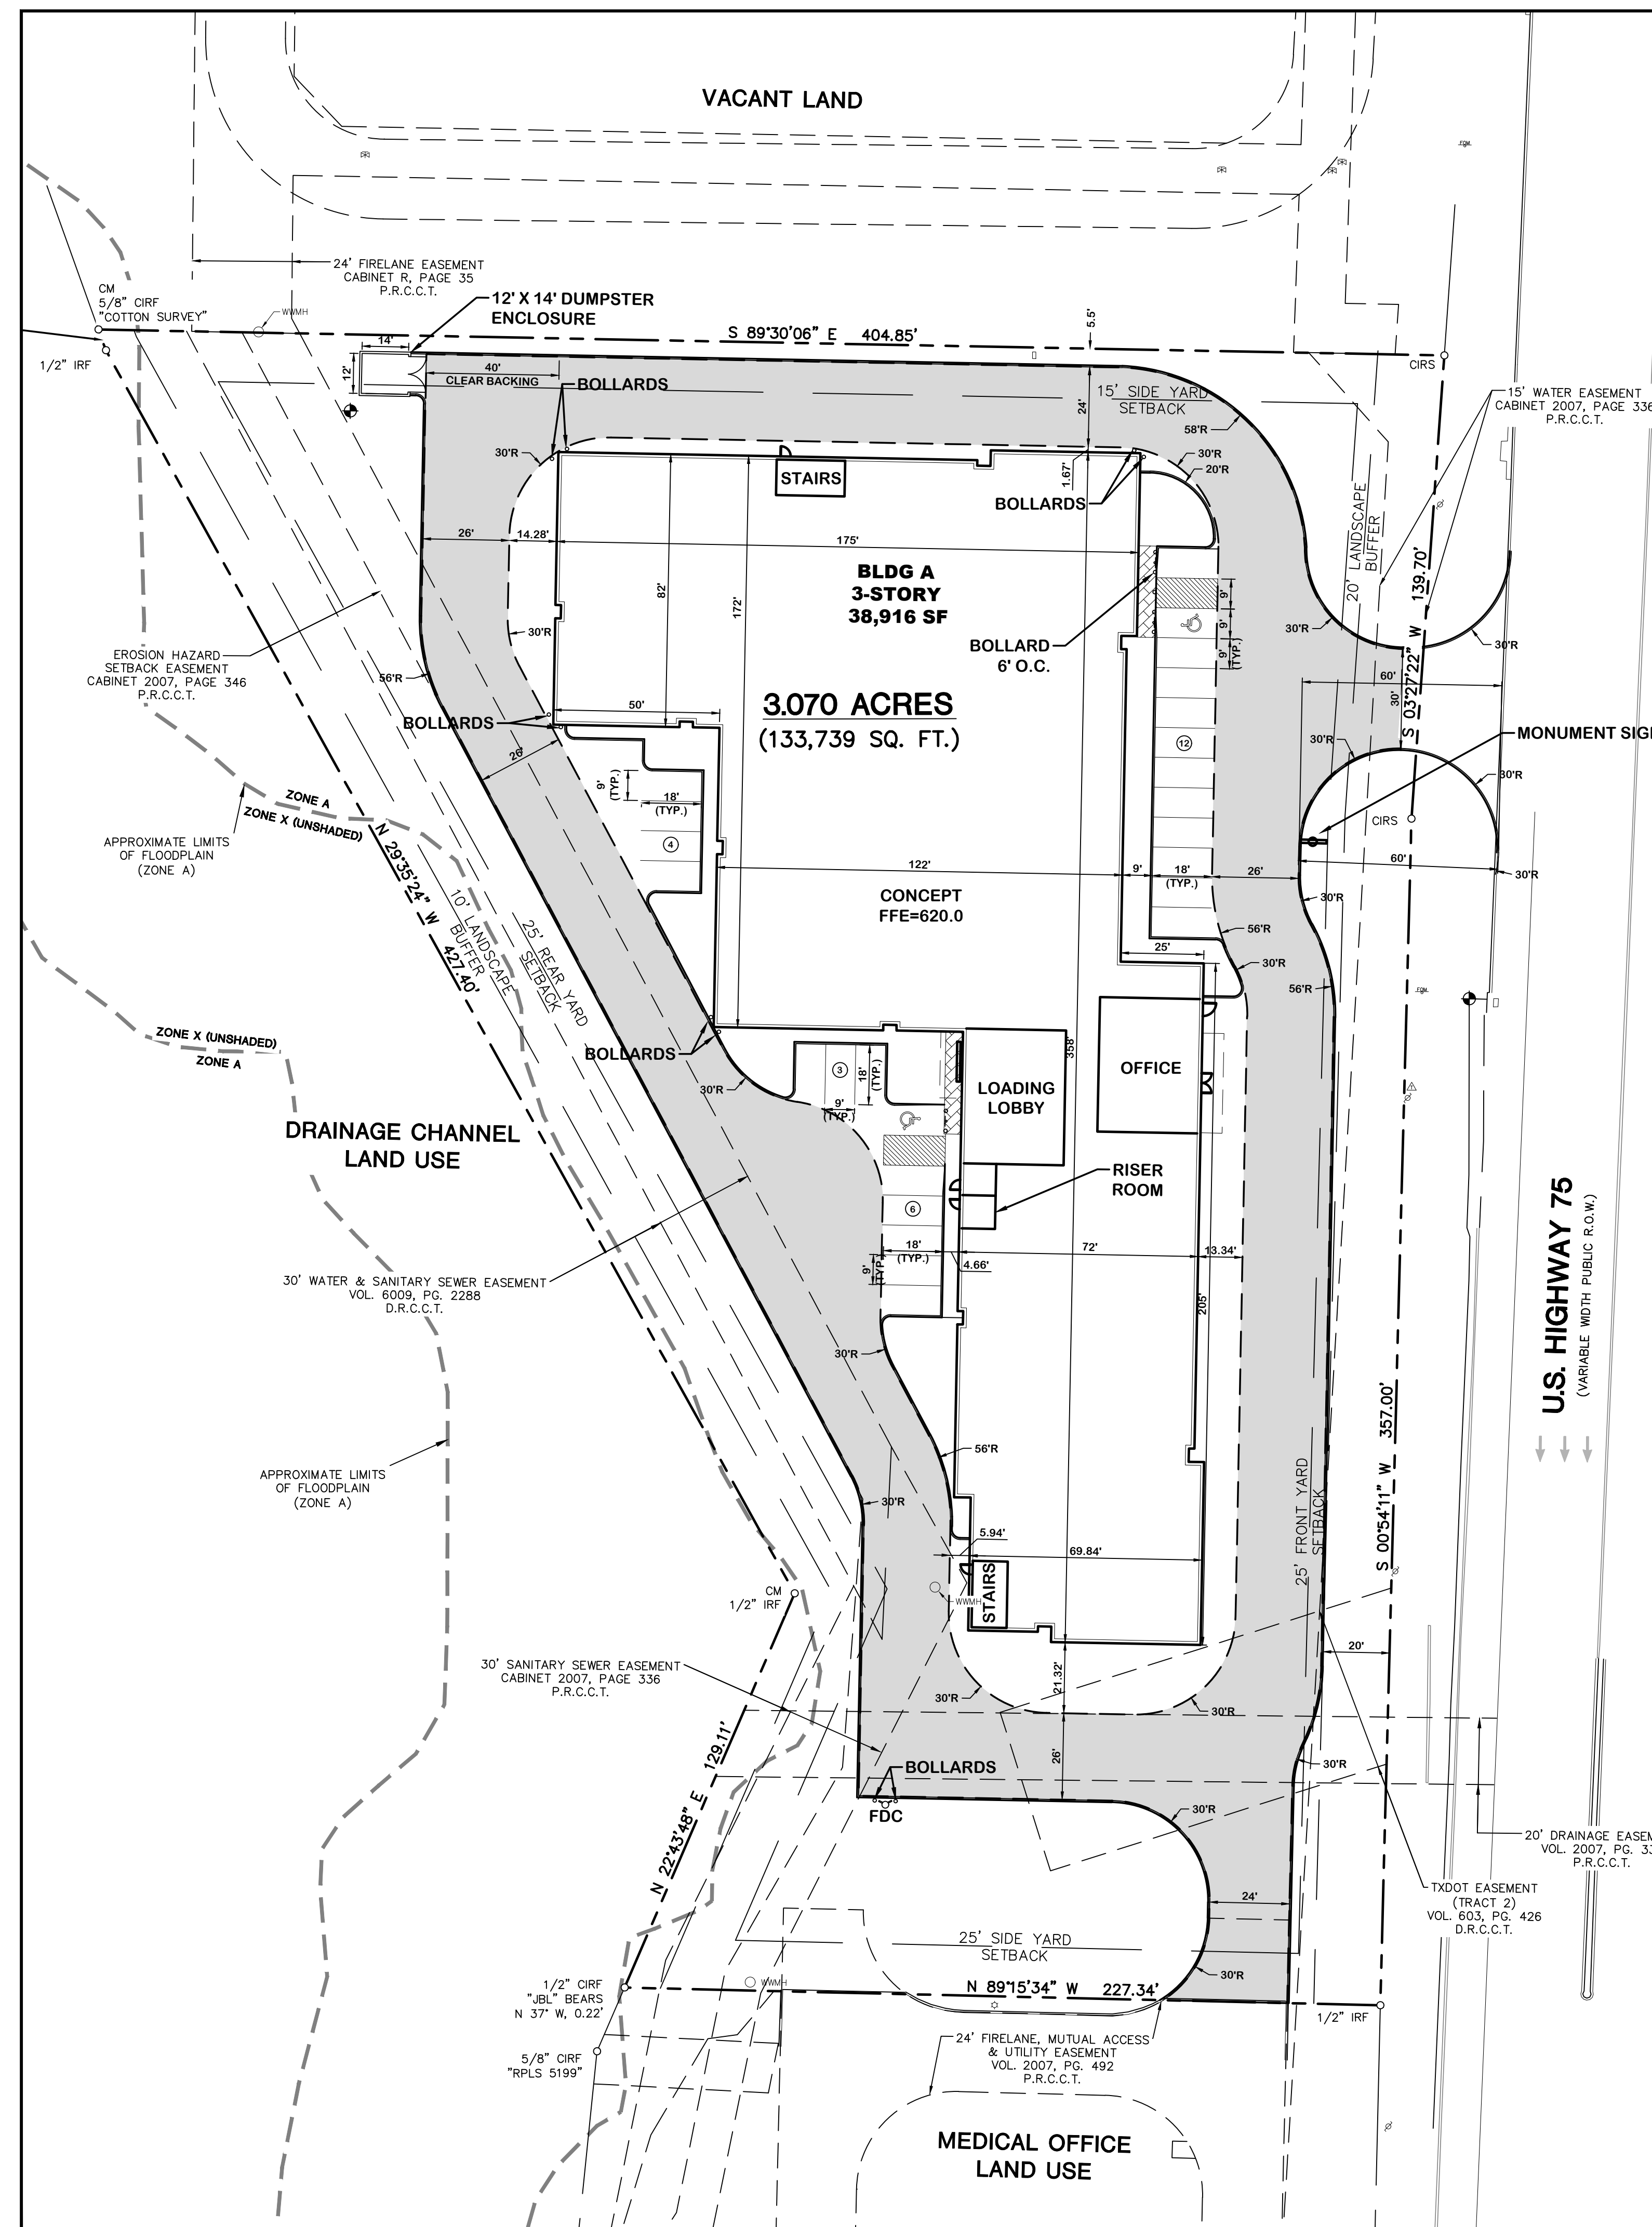 VACANT LAND
FOM
24' FIRELANE EASEMENT
CABINET R, PAGE 35
P.R.C.C.T.
CM
5/8" CIRF
"COTTON SURVEY"
WWMH
12' X 14' DUMPSTER
ENCLOSURE
S 89°30'06" E 404.85'
5.5'
1/2" IRF
14'
12'
40'
CLEAR BACKING
BOLLARDS
15' SIDE YARD
SETBACK
24'
58'R
CIRS
15' WATER EASEMENT
CABINET 2007, PAGE 336
P.R.C.C.T.
30'R
STAIRS
1.67'
30'R
20'R
BOLLARDS
20' LANDSCAPE
BUFFER
26'
14.28'
175'
BLDG A
3-STORY
38,916 SF
82'
172'
9'
9'
9'
(TYP.)
BOLLARD
6' O.C.
30'R
30'R
30'R
S 03°27'22" W 139.70'
EROSION HAZARD
SETBACK EASEMENT
CABINET 2007, PAGE 346
P.R.C.C.T.
56'R
60'
30'
50'
3.070 ACRES
(133,739 SQ. FT.)
BOLLARDS
26'
12
30'R
MONUMENT SIG
30'R
9'
(TYP.)
18'
(TYP.)
4
ZONE A
ZONE X (UNSHADED)
APPROXIMATE LIMITS
OF FLOODPLAIN
(ZONE A)
N 29°35'24" W 427.40'
10' LANDSCAPE
BUFFER
25' REAR YARD
SETBACK
CIRS
122'
9'
18'
(TYP.)
26'
60'
30'R
CONCEPT
FFE=620.0
30'R
56'R
25'
30'R
56'R
FOM
ZONE X (UNSHADED)
ZONE A
BOLLARDS
3
18'
(TYP.)
9'
(TYP.)
30'R
358'
LOADING
LOBBY
OFFICE
DRAINAGE CHANNEL
LAND USE
RISER
ROOM
6
18'
(TYP.)
9'
(TYP.)
4.66'
72'
13.34'
205'
U.S. HIGHWAY 75
(VARIABLE WIDTH PUBLIC R.O.W.)
30' WATER & SANITARY SEWER EASEMENT
VOL. 6009, PG. 2288
D.R.C.C.T.
30'R
56'R
S 00°54'11" W 357.00'
APPROXIMATE LIMITS
OF FLOODPLAIN
(ZONE A)
30'R
25' FRONT YARD
SETBACK
5.94'
69.84'
STAIRS
WWMH
CM
1/2" IRF
20'
30' SANITARY SEWER EASEMENT
CABINET 2007, PAGE 336
P.R.C.C.T.
21.32'
30'R
30'R
N 22°43'48" E 129.11'
26'
BOLLARDS
FDC
30'R
30'R
20' DRAINAGE EASEM
VOL. 2007, PG. 33
P.R.C.C.T.
TXDOT EASEMENT
(TRACT 2)
VOL. 603, PG. 426
D.R.C.C.T.
24'
25' SIDE YARD
SETBACK
30'R
1/2" CIRF
"JBL" BEARS
N 37° W, 0.22'
WWMH
N 89°15'34" W 227.34'
1/2" IRF
5/8" CIRF
"RPLS 5199"
24' FIRELANE, MUTUAL ACCESS
& UTILITY EASEMENT
VOL. 2007, PG. 492
P.R.C.C.T.
MEDICAL OFFICE
LAND USE